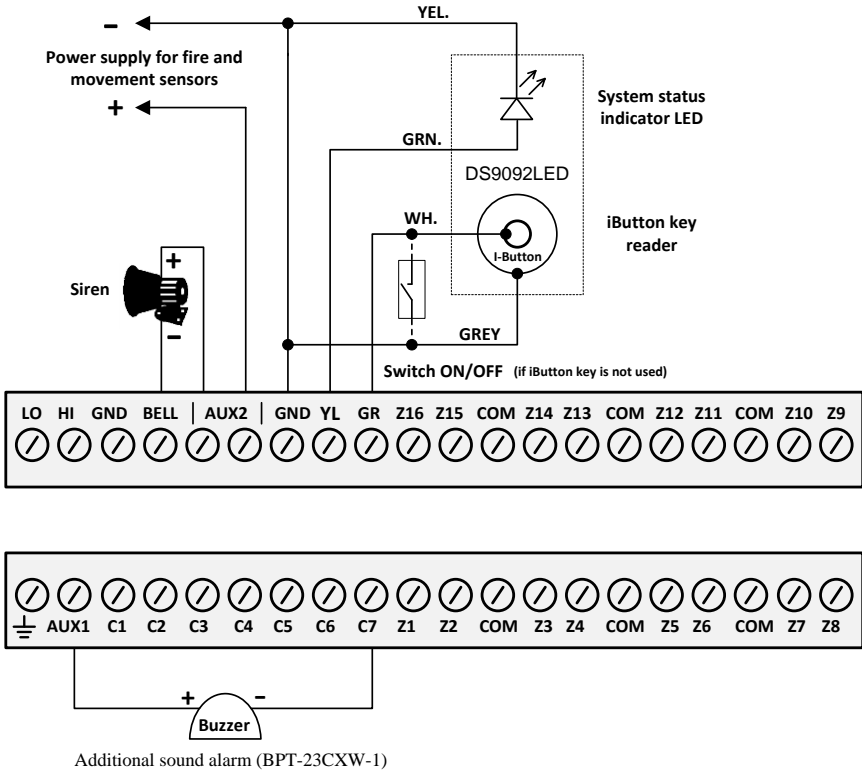 YEL.
–
Power supply for fire and
movement sensors
+
System status
indicator LED
GRN.
DS9092LED
WH.
iButton key
reader
I-Button
+
Siren
–
GREY
Switch ON/OFF (if iButton key is not used)
LO HI GND BELL | AUX2 | GND YL GR Z16 Z15 COM Z14 Z13 COM Z12 Z11 COM Z10 Z9
AUX1 C1 C2 C3 C4 C5 C6 C7 Z1 Z2 COM Z3 Z4 COM Z5 Z6 COM Z7 Z8
+ –
Buzzer
Additional sound alarm (BPT-23CXW-1)